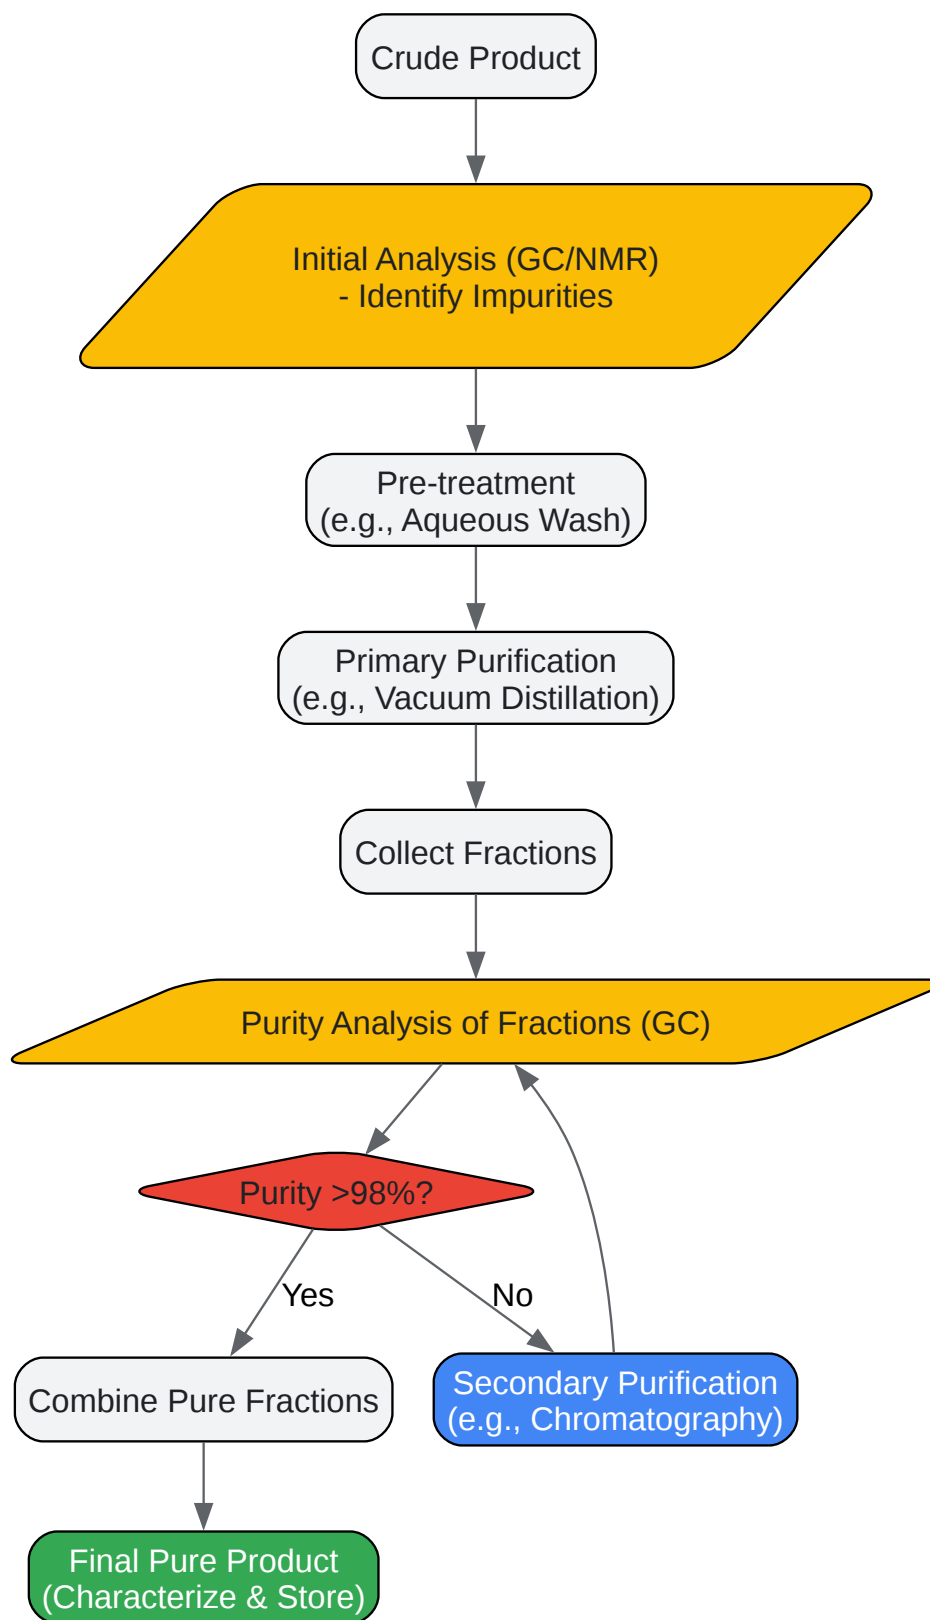 Crude Product
Initial Analysis (GC/NMR)
- Identify Impurities
Pre-treatment
(e.g., Aqueous Wash)
Primary Purification
(e.g., Vacuum Distillation)
Collect Fractions
Purity Analysis of Fractions (GC)
Purity >98%?
Yes
No
Combine Pure Fractions
Secondary Purification
(e.g., Chromatography)
Final Pure Product
(Characterize & Store)